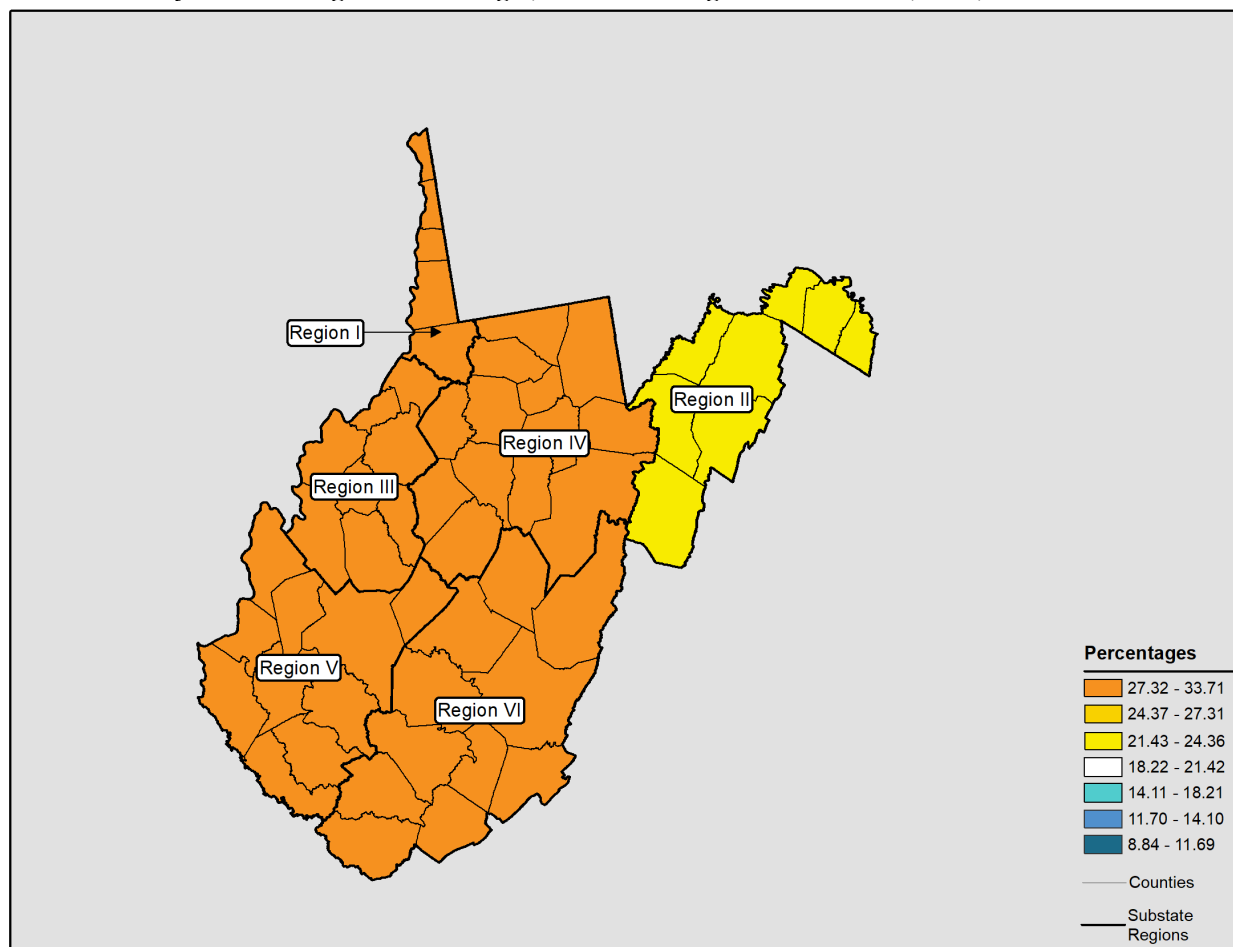 Region I
Region II
Region IV
Region III
Region V
Region VI
Percentages
27.32 - 33.71
24.37 - 27.31
21.43 - 24.36
18.22 - 21.42
14.11 - 18.21
11.70 - 14.10
8.84 - 11.69
Counties
Substate
Regions